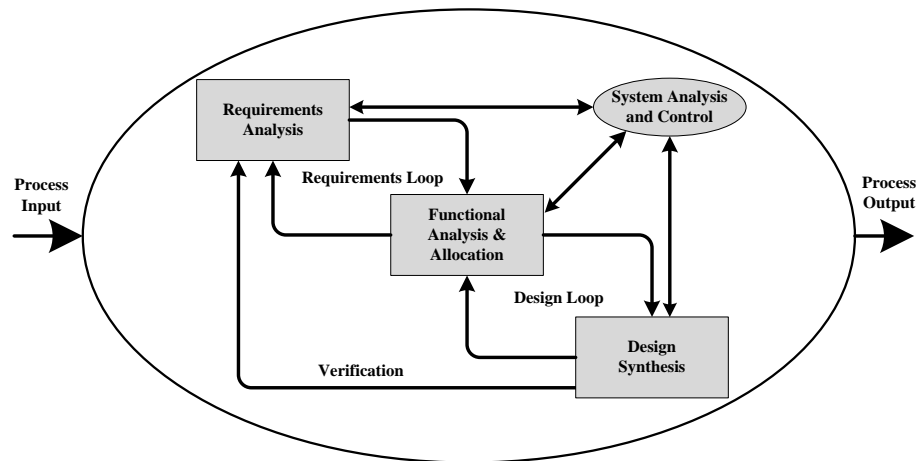 Requirements
Analysis
System Analysis
and Control
Requirements Loop
Process
Input
Process
Output
Functional
Analysis &
Allocation
Design Loop
Design
Synthesis
Verification